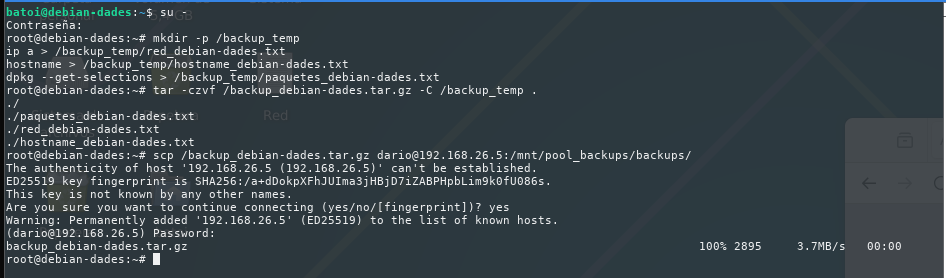 batoi@debian-dades:~$ su -
Contraseña:
root@debian-dades:~# mkdir -p /backup_temp
ip a > /backup_temp/red_debian-dades.txt
hostname > /backup_temp/hostname_debian-dades.txt
dpkg --get-selections > /backup_temp/paquetes_debian-dades.txt
root@debian-dades:~# tar -czvf /backup_debian-dades.tar.gz -C /backup_temp .
./
./paquetes_debian-dades.txt
./red_debian-dades.txt
./hostname_debian-dades.txt
root@debian-dades:~# scp /backup_debian-dades.tar.gz dario@192.168.26.5:/mnt/pool_backups/backups/
The authenticity of host '192.168.26.5 (192.168.26.5)' can't be established.
ED25519 key fingerprint is SHA256:/a+dDokpXFhJUIma3jHBjD7iZABPHpbLim9k0fU086s.
This key is not known by any other names.
Are you sure you want to continue connecting (yes/no/[fingerprint])? yes
Warning: Permanently added '192.168.26.5' (ED25519) to the list of known hosts.
(dario@192.168.26.5) Password:
backup_debian-dades.tar.gz 100% 2895 3.7MB/s 00:00
root@debian-dades:~#
Red